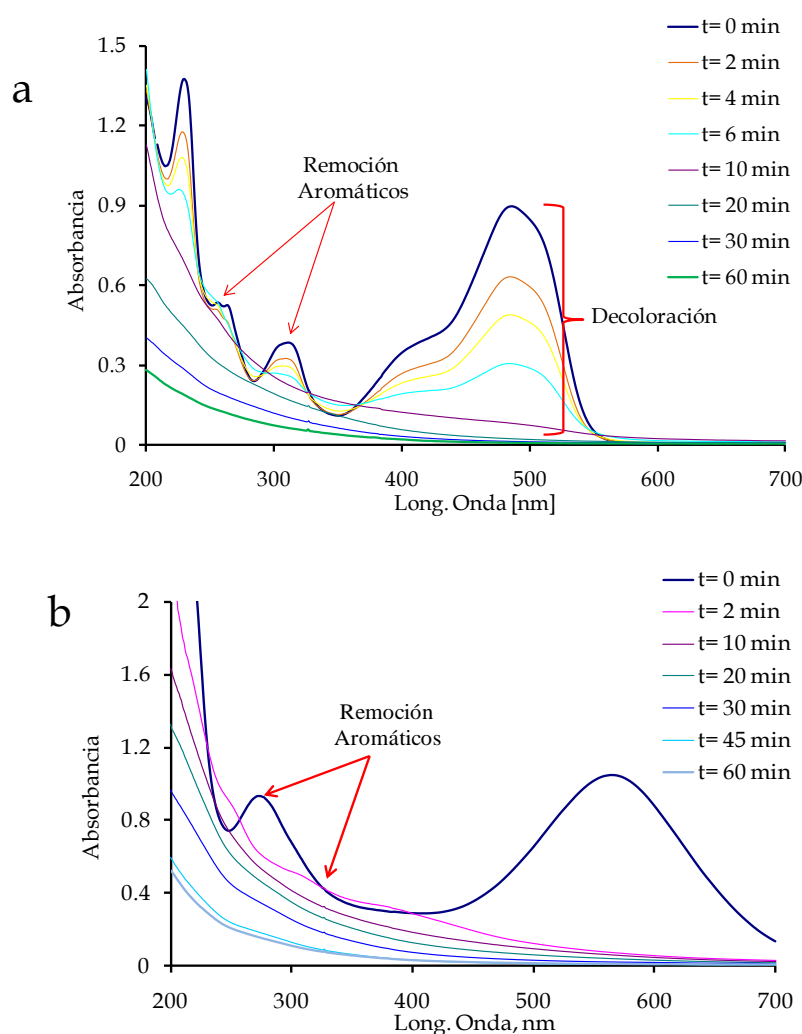 a
t= 0 min
t= 2 min
t= 4 min
t= 6 min
t= 10 min
t= 20 min
t= 30 min
t= 60 min
1.5
1.2
0.9
0.6
0.3
0
Absorbancia
Remoción
Aromáticos
Decoloración
200
300
400
500
600
700
Long. Onda [nm]
b
t= 0 min
t= 2 min
t= 10 min
t= 20 min
t= 30 min
t= 45 min
t= 60 min
2
1.6
1.2
0.8
0.4
0
Absorbancia
Remoción
Aromáticos
200
300
400
500
600
700
Long. Onda, nm